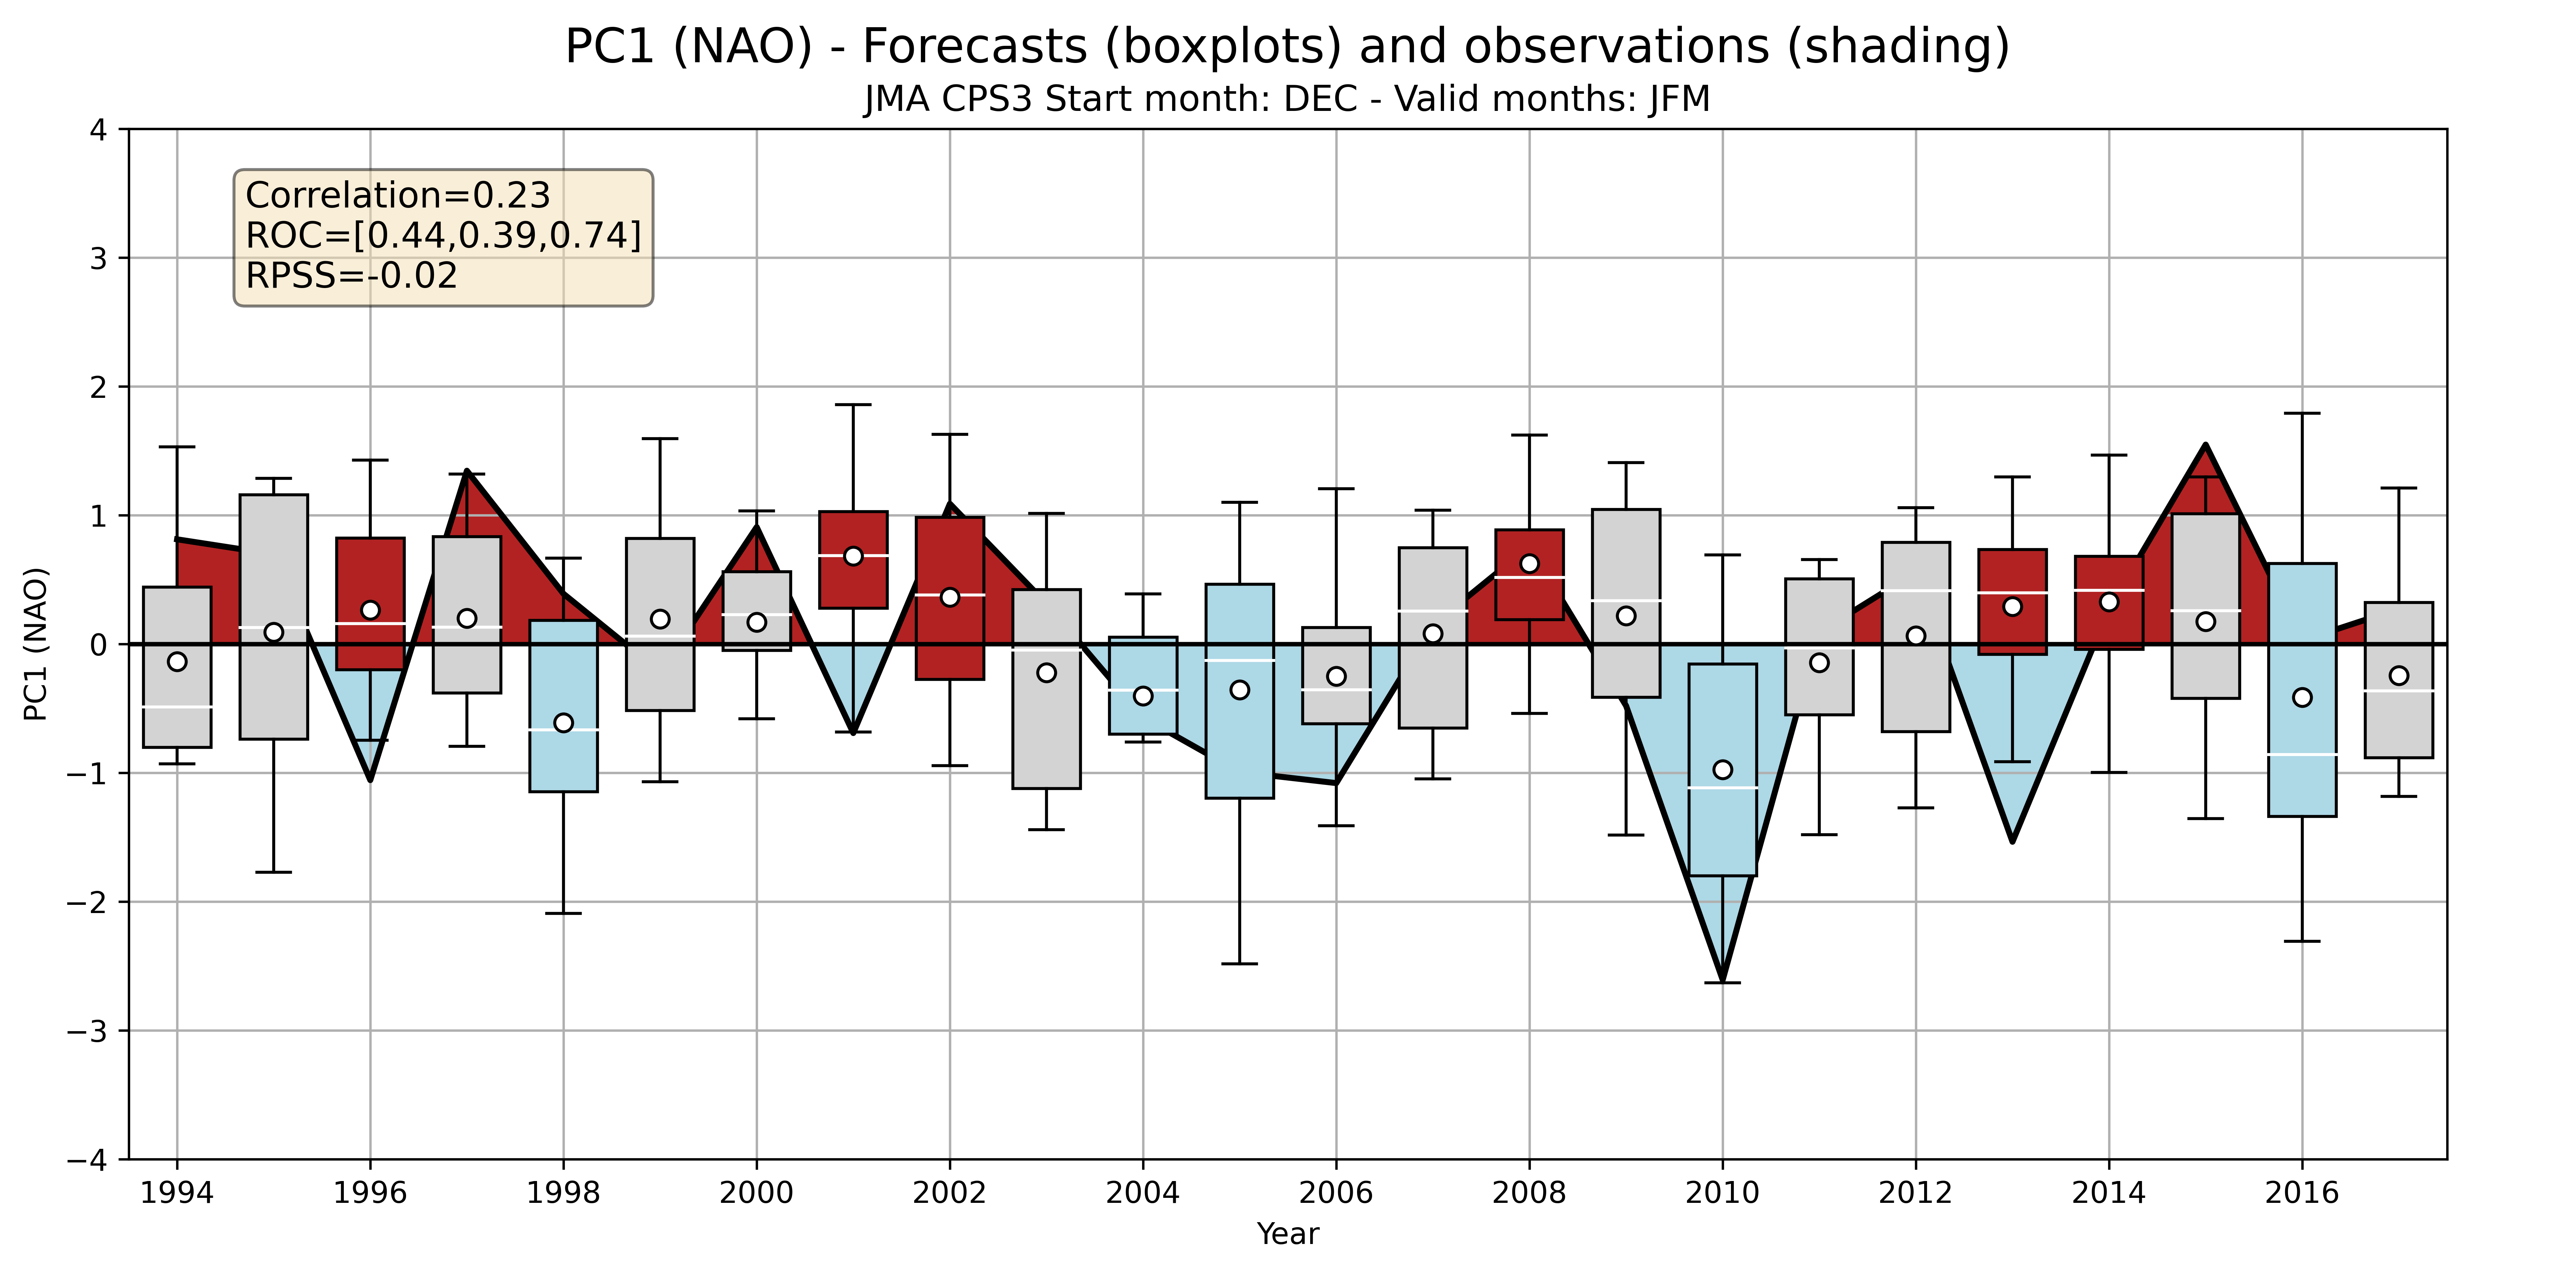 PC1 (NAO) - Forecasts (boxplots) and observations (shading)
JMA CPS3 Start month: DEC - Valid months: JFM
Correlation=0.23
ROC=[0.44,0.39,0.74]
RPSS=-0.02
PC1 (NAO)
4
3
2
1
0
−1
−2
−3
−4
1994 1996 1998 2000 2002 2004 2006 2008 2010 2012 2014 2016
Year